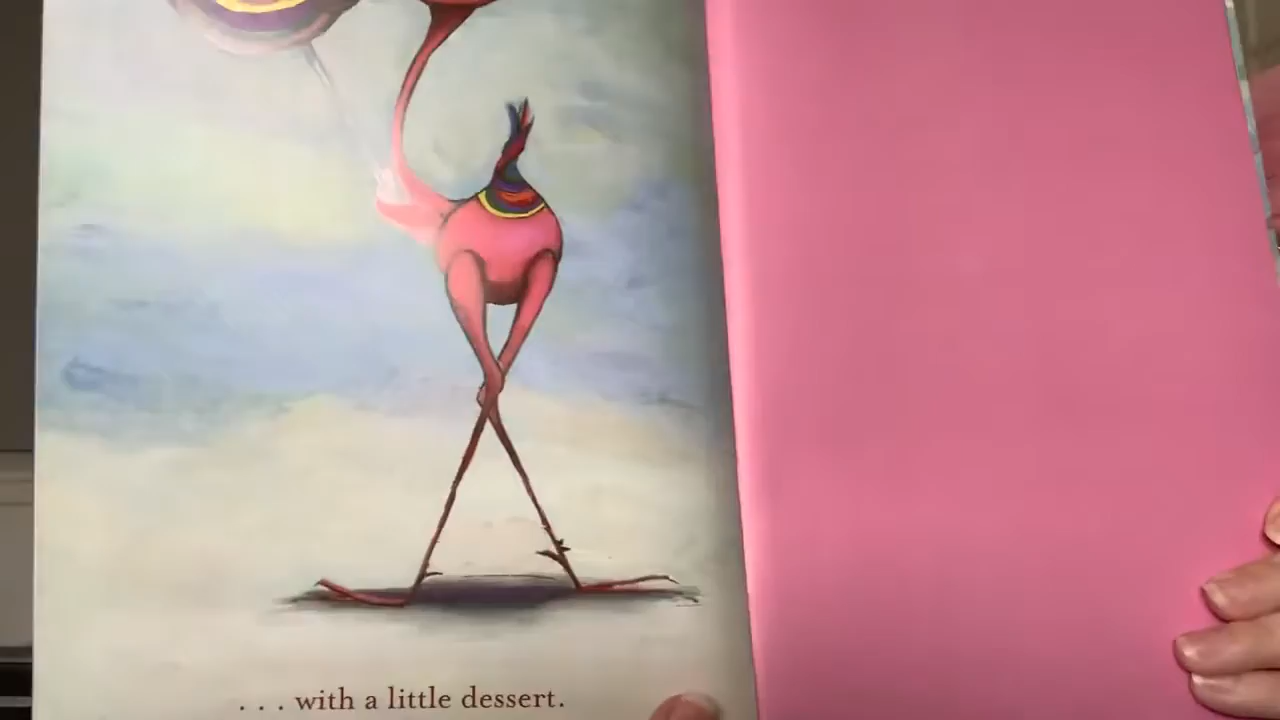 . . . with a little dessert.